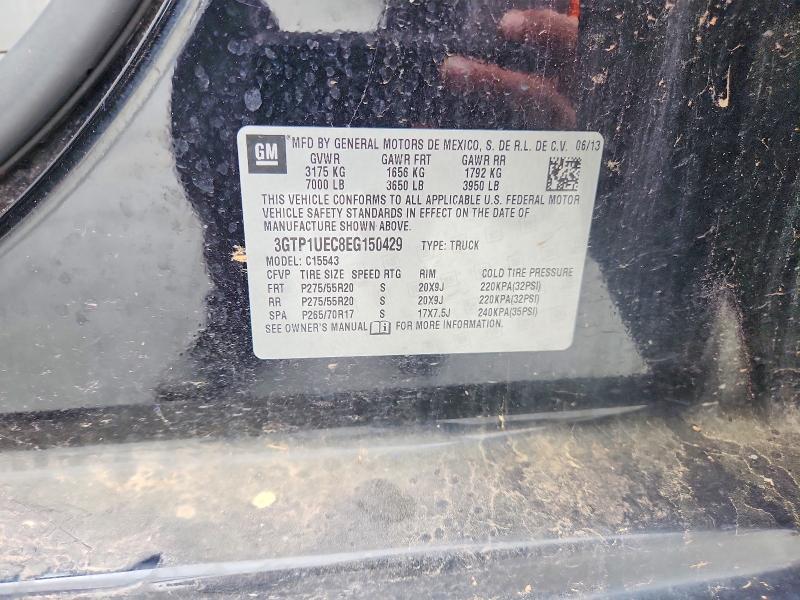 GM MFD BY GENERAL MOTORS DE MEXICO, S. DE R.L. DE C.V. 06/13
GVWR GAWR FRT GAWR RR
3175 KG 1656 KG 1792 KG
7000 LB 3650 LB 3950 LB
THIS VEHICLE CONFORMS TO ALL APPLICABLE U.S. FEDERAL MOTOR
VEHICLE SAFETY STANDARDS IN EFFECT ON THE DATE OF
MANUFACTURE SHOWN ABOVE.
3GTP1UEC8EG150429 TYPE: TRUCK
MODEL: C15543
CFVP TIRE SIZE SPEED RTG RIM COLD TIRE PRESSURE
FRT P275/55R20 S 20X9J 220KPA(32PSI)
RR P275/55R20 S 20X9J 220KPA(32PSI)
SPA P265/70R17 S 17X7.5J 240KPA(35PSI)
SEE OWNER'S MANUAL FOR MORE INFORMATION.